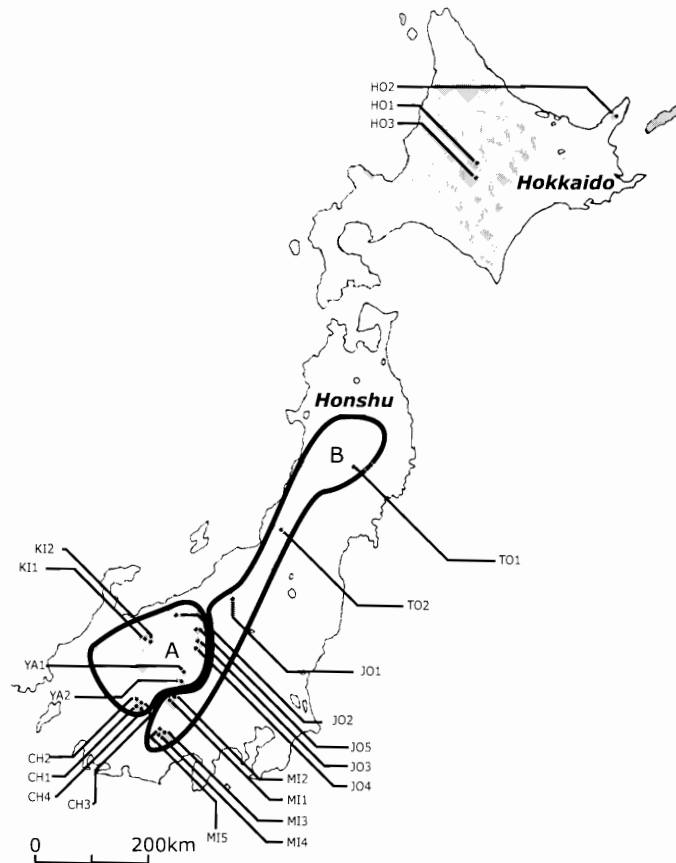 HO2
HO1
HO3
Hokkaido
Honshu
B
TO1
KI2
KI1
TO2
A
YA1
JO1
YA2
JO2
CH2
JO5
CH1
JO3
MI2
JO4
CH4
MI1
CH3
MI3
MI5
MI4
0 200km